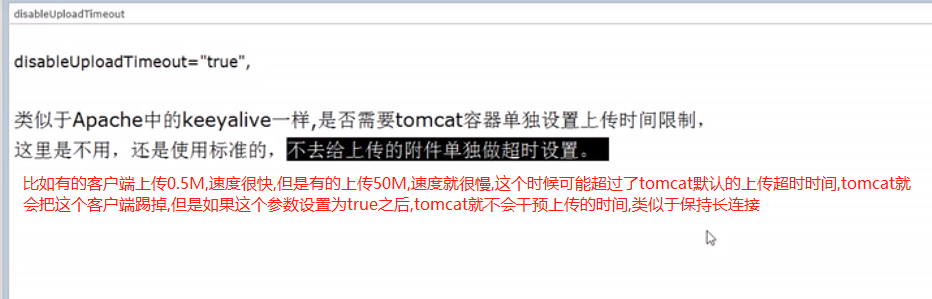 disableUploadTimeout
disableUploadTimeout="true",
类似于Apache中的keeyalive一样,是否需要tomcat容器单独设置上传时间限制，
这里是不用，还是使用标准的，不去给上传的附件单独做超时设置。
比如有的客户端上传0.5M,速度很快,但是有的上传50M,速度就很慢,这个时候可能超过了tomcat默认的上传超时时间,tomcat就
会把这个客户端踢掉,但是如果这个参数设置为true之后,tomcat就不会干预上传的时间,类似于保持长连接